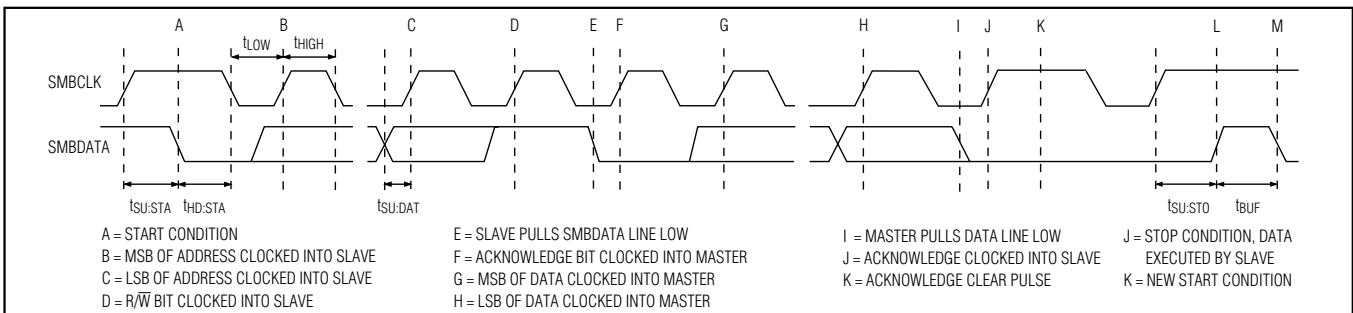 A B C D E F G H I J K L M
tLOW tHIGH
SMBCLK
SMBDATA
tSU:STA tHD:STA tSU:DAT tSU:STO tBUF
A = START CONDITION
B = MSB OF ADDRESS CLOCKED INTO SLAVE
C = LSB OF ADDRESS CLOCKED INTO SLAVE
D = R/W̅ BIT CLOCKED INTO SLAVE
E = SLAVE PULLS SMBDATA LINE LOW
F = ACKNOWLEDGE BIT CLOCKED INTO MASTER
G = MSB OF DATA CLOCKED INTO MASTER
H = LSB OF DATA CLOCKED INTO MASTER
I = MASTER PULLS DATA LINE LOW
J = ACKNOWLEDGE CLOCKED INTO SLAVE
K = ACKNOWLEDGE CLEAR PULSE
J = STOP CONDITION, DATA
EXECUTED BY SLAVE
K = NEW START CONDITION